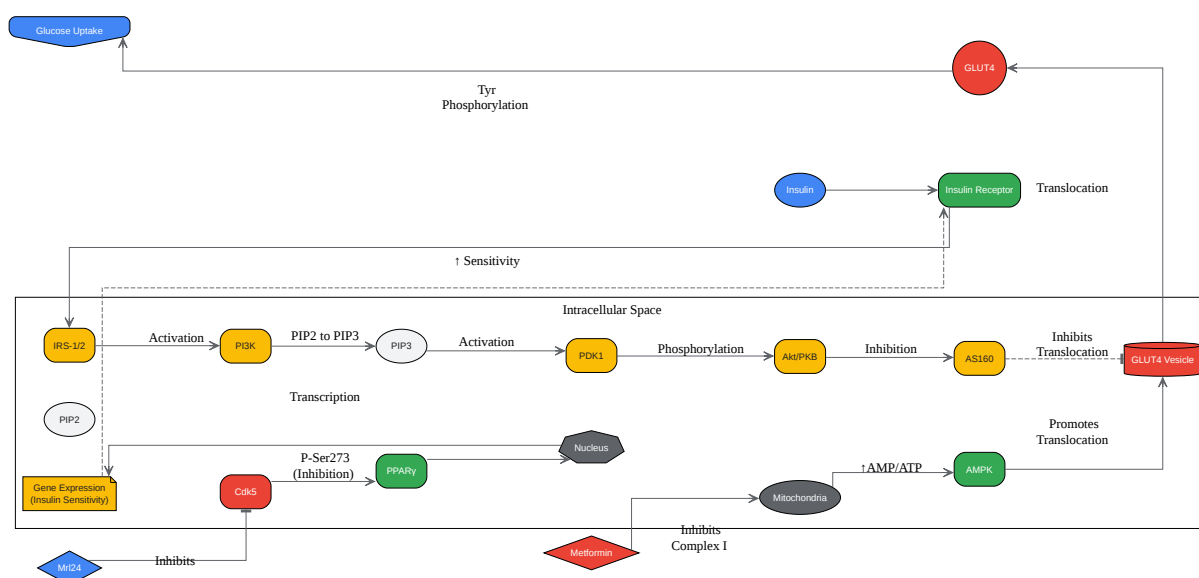 Glucose Uptake
GLUT4
Tyr
Phosphorylation
Insulin
Insulin Receptor
Translocation
↑ Sensitivity
Intracellular Space
IRS-1/2
Activation
PI3K
PIP2 to PIP3
PIP3
Activation
PDK1
Phosphorylation
Akt/PKB
Inhibition
AS160
Inhibits
Translocation
GLUT4 Vesicle
Transcription
PIP2
Promotes
Translocation
Nucleus
P-Ser273
(Inhibition)
PPARγ
↑AMP/ATP
AMPK
Gene Expression
(Insulin Sensitivity)
Cdk5
Mitochondria
Inhibits
Complex I
Metformin
Mrl24
Inhibits